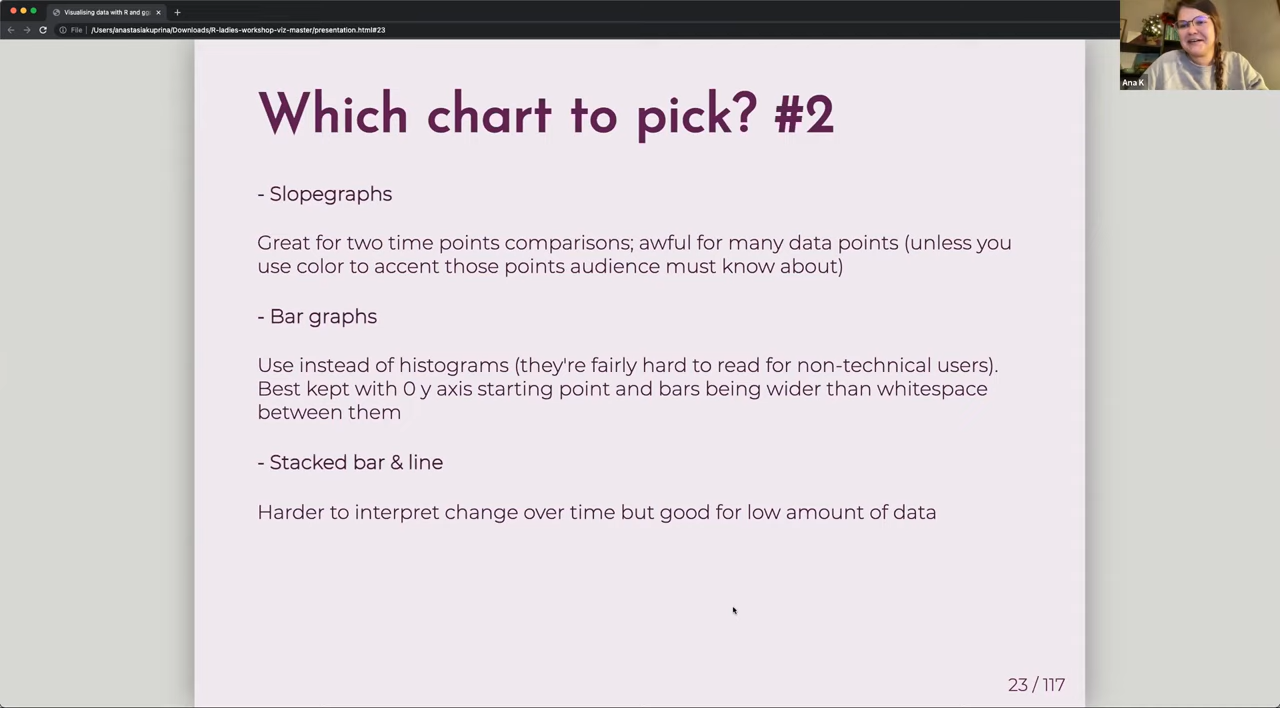 Visualising data with R and gg
File
/Users/anastasiakuprina/Downloads/R-ladies-workshop-viz-master/presentation.html#23
Ana K
Which chart to pick? #2
- Slopegraphs
Great for two time points comparisons; awful for many data points (unless you
use color to accent those points audience must know about)
- Bar graphs
Use instead of histograms (they're fairly hard to read for non-technical users).
Best kept with 0 y axis starting point and bars being wider than whitespace
between them
- Stacked bar & line
Harder to interpret change over time but good for low amount of data
23 / 117